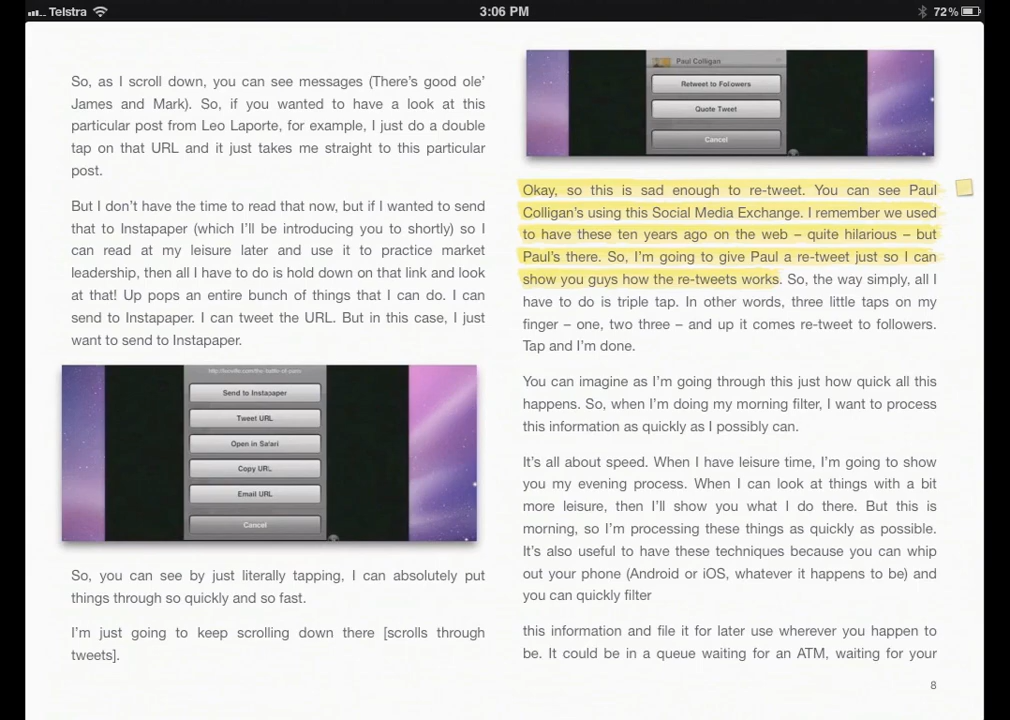 Telstra
3:06 PM
72%
So, as I scroll down, you can see messages (There's good ole'
James and Mark). So, if you wanted to have a look at this
particular post from Leo Laporte, for example, I just do a double
tap on that URL and it just takes me straight to this particular
post.
But I don't have the time to read that now, but if I wanted to send
that to Instapaper (which I'll be introducing you to shortly) so I
can read at my leisure later and use it to practice market
leadership, then all I have to do is hold down on that link and look
at that! Up pops an entire bunch of things that I can do. I can
send to Instapaper. I can tweet the URL. But in this case, I just
want to send to Instapaper.
Send to Instapaper
Tweet URL
Open in Safari
Copy URL
Email URL
Cancel
So, you can see by just literally tapping, I can absolutely put
things through so quickly and so fast.
I'm just going to keep scrolling down there [scrolls through
tweets].
Paul Colligan
Retweet to Followers
Quote Tweet
Cancel
Okay, so this is sad enough to re-tweet. You can see Paul
Colligan's using this Social Media Exchange. I remember we used
to have these ten years ago on the web – quite hilarious – but
Paul's there. So, I'm going to give Paul a re-tweet just so I can
show you guys how the re-tweets works. So, the way simply, all I
have to do is triple tap. In other words, three little taps on my
finger – one, two three – and up it comes re-tweet to followers.
Tap and I'm done.
You can imagine as I'm going through this just how quick all this
happens. So, when I'm doing my morning filter, I want to process
this information as quickly as I possibly can.
It's all about speed. When I have leisure time, I'm going to show
you my evening process. When I can look at things with a bit
more leisure, then I'll show you what I do there. But this is
morning, so I'm processing these things as quickly as possible.
It's also useful to have these techniques because you can whip
out your phone (Android or iOS, whatever it happens to be) and
you can quickly filter
this information and file it for later use wherever you happen to
be. It could be in a queue waiting for an ATM, waiting for your
8